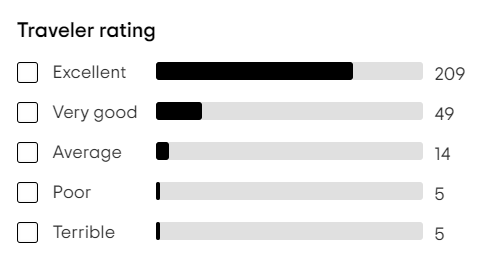 Traveler rating
Excellent 209
Very good 49
Average 14
Poor 5
Terrible 5